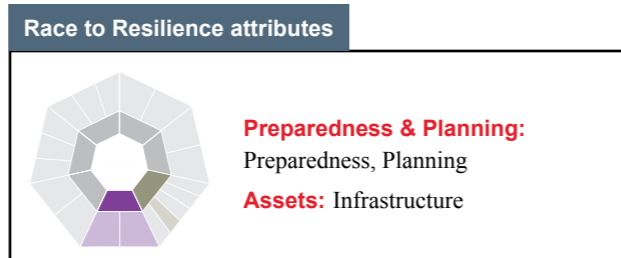 Race to Resilience attributes
Preparedness & Planning:
Preparedness, Planning
Assets: Infrastructure